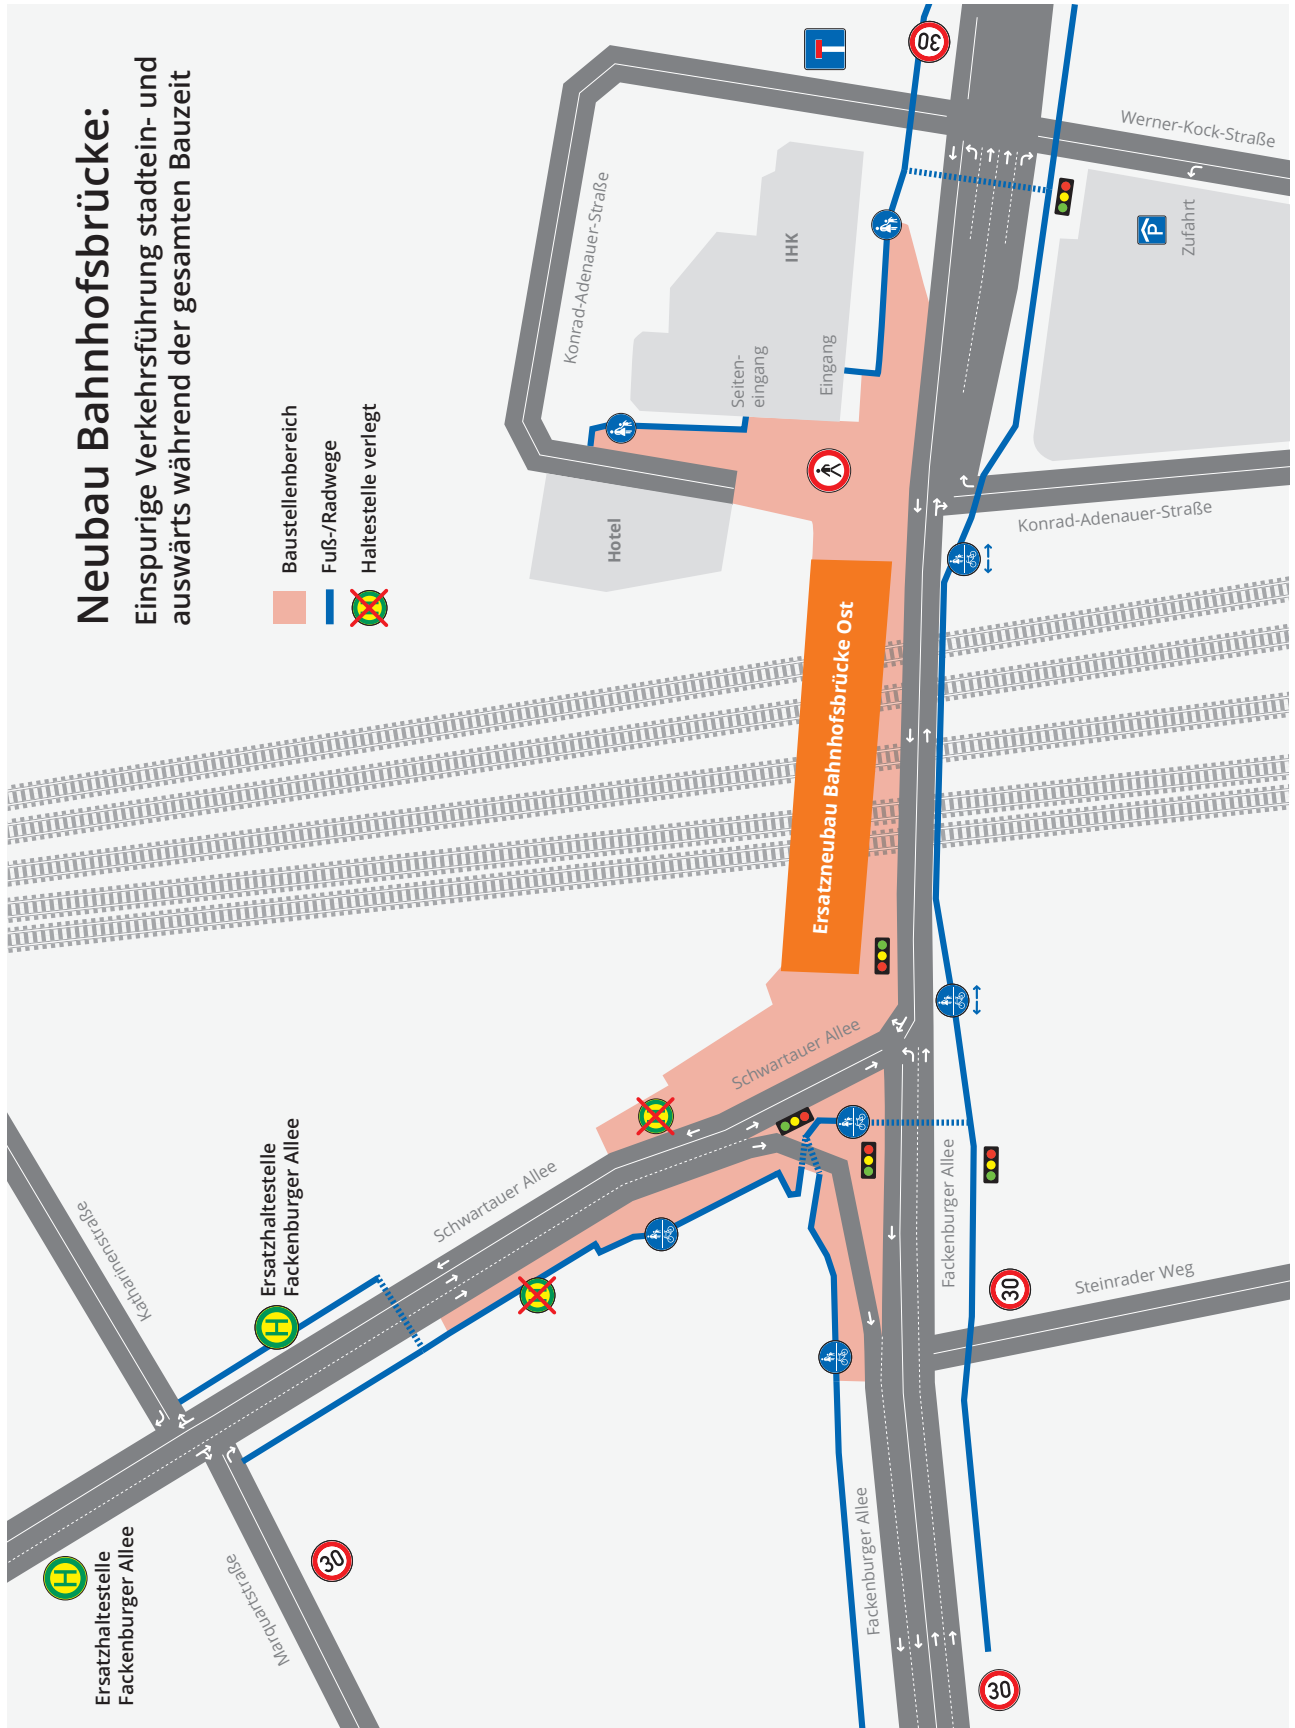 Neubau Bahnhofsbrücke:
Einspurige Verkehrsführung stadtein- und
auswärts während der gesamten Bauzeit
Baustellenbereich
Fuß-/Radwege
Haltestelle verlegt
Ersatzhaltestelle
Fackenburger Allee
H
Marquartstraße
30
Katharinenstraße
Ersatzhaltestelle
Fackenburger Allee
H
Schwartauer Allee
Schwartauer Allee
Hotel
Konrad-Adenauer-Straße
Seiten-
eingang
IHK
Eingang
Ersatzneubau Bahnhofsbrücke Ost
30
Fackenburger Allee
Fackenburger Allee
30
30
Steinrader Weg
Konrad-Adenauer-Straße
Werner-Kock-Straße
P
Zufahrt